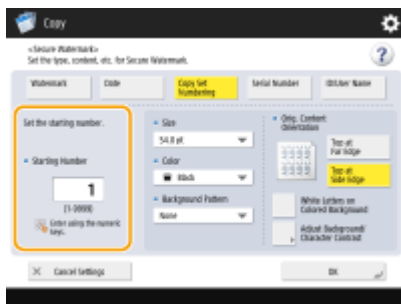 Copy
<Secure Watermark>
Set the type, content, etc. for Secure Watermark.
?
Watermark
Date
Copy Set
Numbering
Serial Number
ID/User Name
Set the starting number.
Starting Number
1
(1-9999)
Enter using the numeric
keys.
Size
54.0 pt
Color
Black
Background Pattern
None
Orig. Content
Orientation
Top at
Far Edge
Top at
Side Edge
White Letters on
Colored Background
Adjust Background/
Character Contrast
Cancel Settings
OK